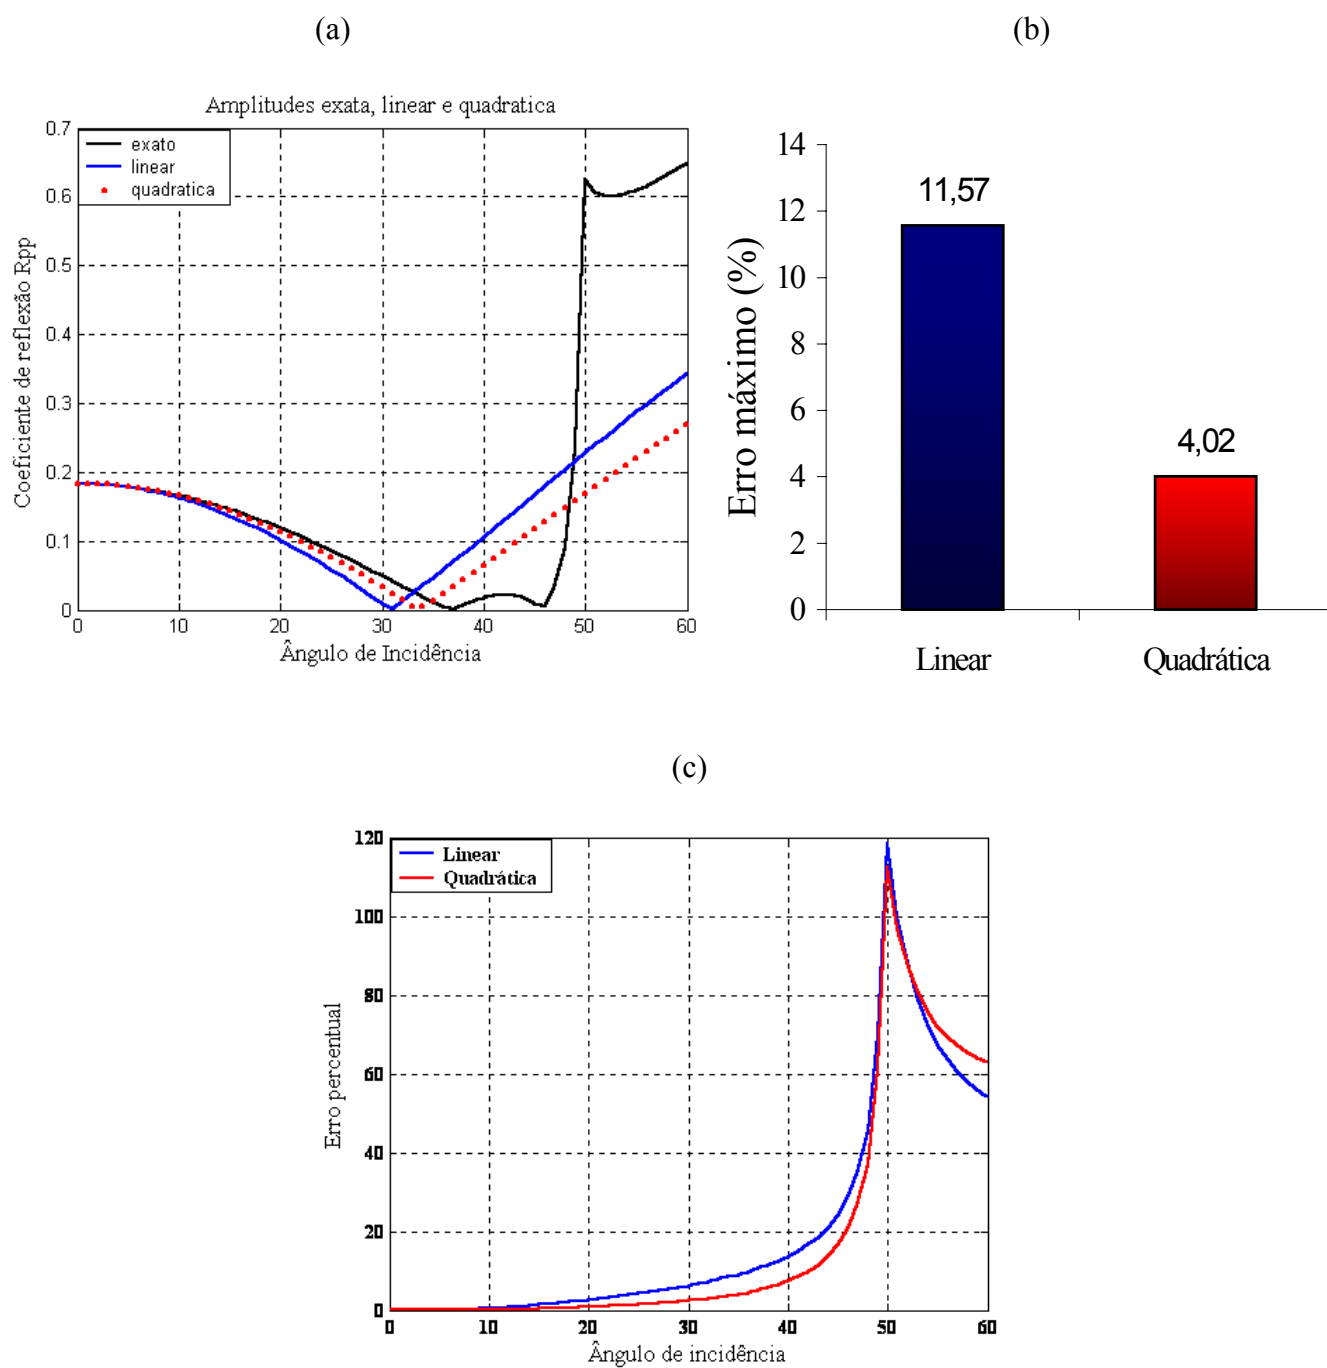 (a)
Amplitudes exata, linear e quadratica
exato
linear
quadratica
Coeficiente de reflexão Rpp
0.7
0.6
0.5
0.4
0.3
0.2
0.1
0
0 10 20 30 40 50 60
Ângulo de Incidência
(b)
Erro máximo (%)
14
12
10
8
6
4
2
0
11,57
4,02
Linear Quadrática
(c)
Linear
Quadrática
Erro percentual
120
100
80
60
40
20
0
0 10 20 30 40 50 60
Ângulo de incidência